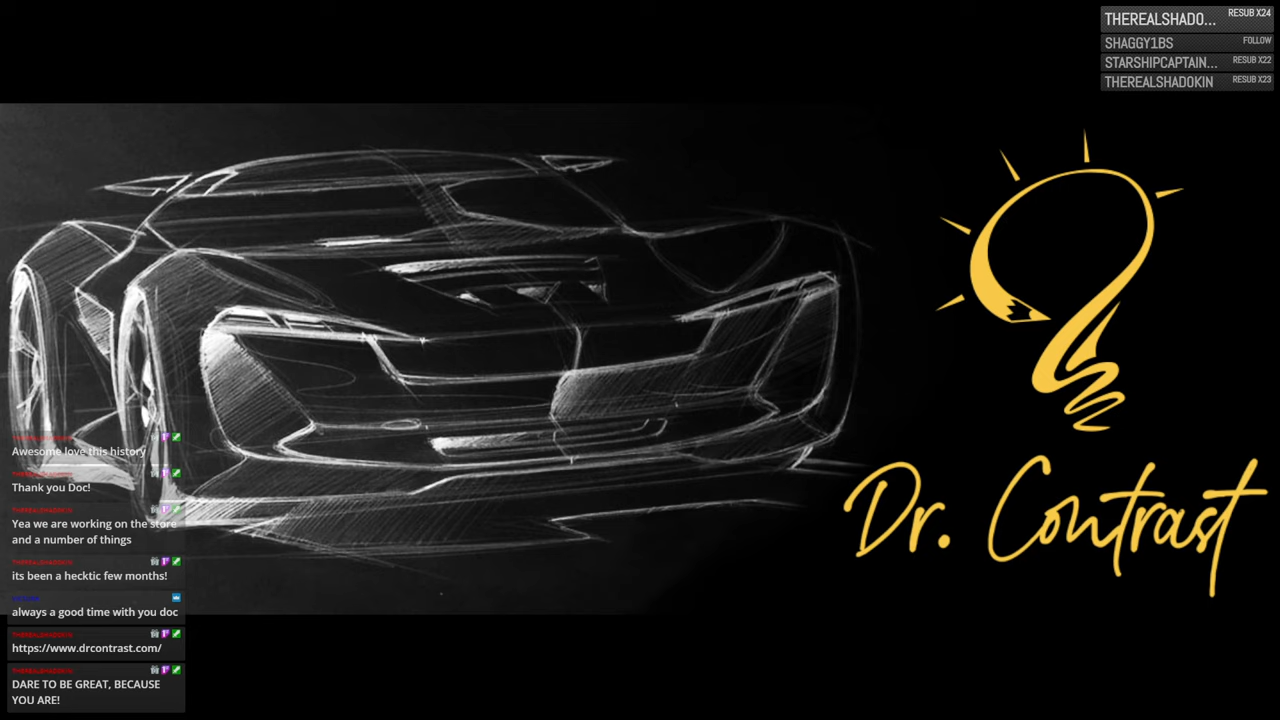 THEREALSHADO... RESUB X24
SHAGGY1BS FOLLOW
STARSHIPCAPTAIN... RESUB X22
THEREALSHADOKIN RESUB X23
Dr. Contrast
Awesome love this history
Thank you Doc!
Yea we are working on the store
and a number of things
its been a hecktic few months!
always a good time with you doc
https://www.drcontrast.com/
DARE TO BE GREAT, BECAUSE
YOU ARE!